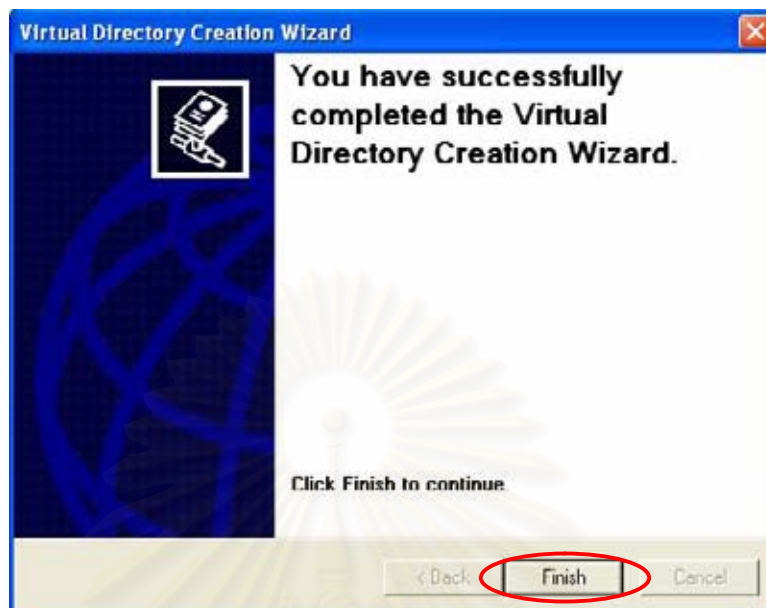 Virtual Directory Creation Wizard
You have successfully
completed the Virtual
Directory Creation Wizard.
Click Finish to continue
< Back
Finish
Cancel